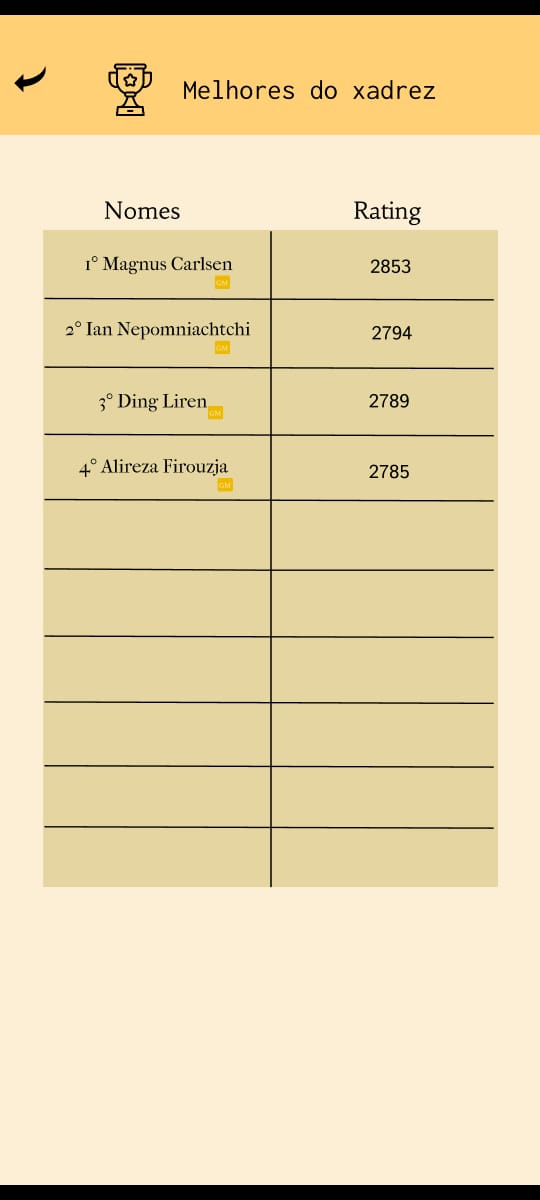 Melhores do xadrez
Nomes Rating
1° Magnus Carlsen 2853
GM
2° Ian Nepomniachtchi 2794
GM
3° Ding Liren 2789
GM
4° Alireza Firouzja 2785
GM